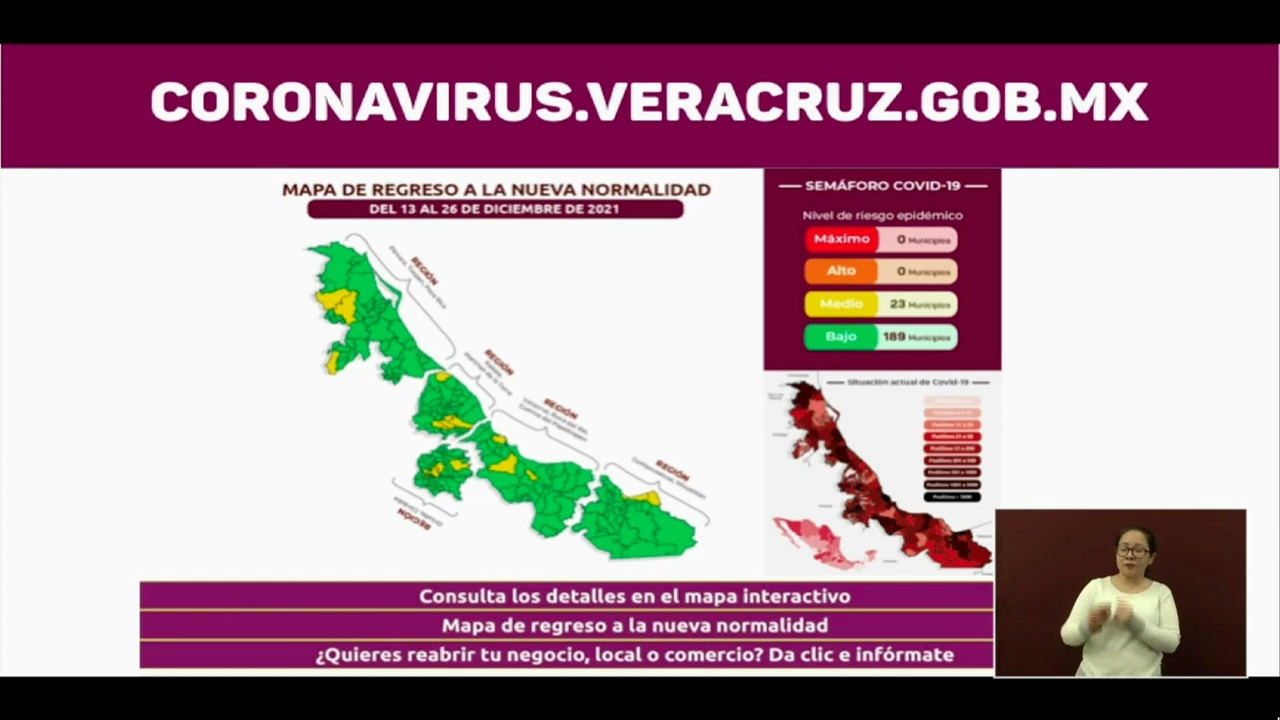 CORONAVIRUS.VERACRUZ.GOB.MX
MAPA DE REGRESO A LA NUEVA NORMALIDAD
DEL 13 AL 26 DE DICIEMBRE DE 2021
REGIÓN
REGIÓN
REGIÓN
REGIÓN
REGIÓN
SEMÁFORO COVID-19
Nivel de riesgo epidémico
Máximo 0 Municipios
Alto 0 Municipios
Medio 23 Municipios
Bajo 189 Municipios
Situación actual de Covid-19
Consulta los detalles en el mapa interactivo
Mapa de regreso a la nueva normalidad
¿Quieres reabrir tu negocio, local o comercio? Da clic e infórmate